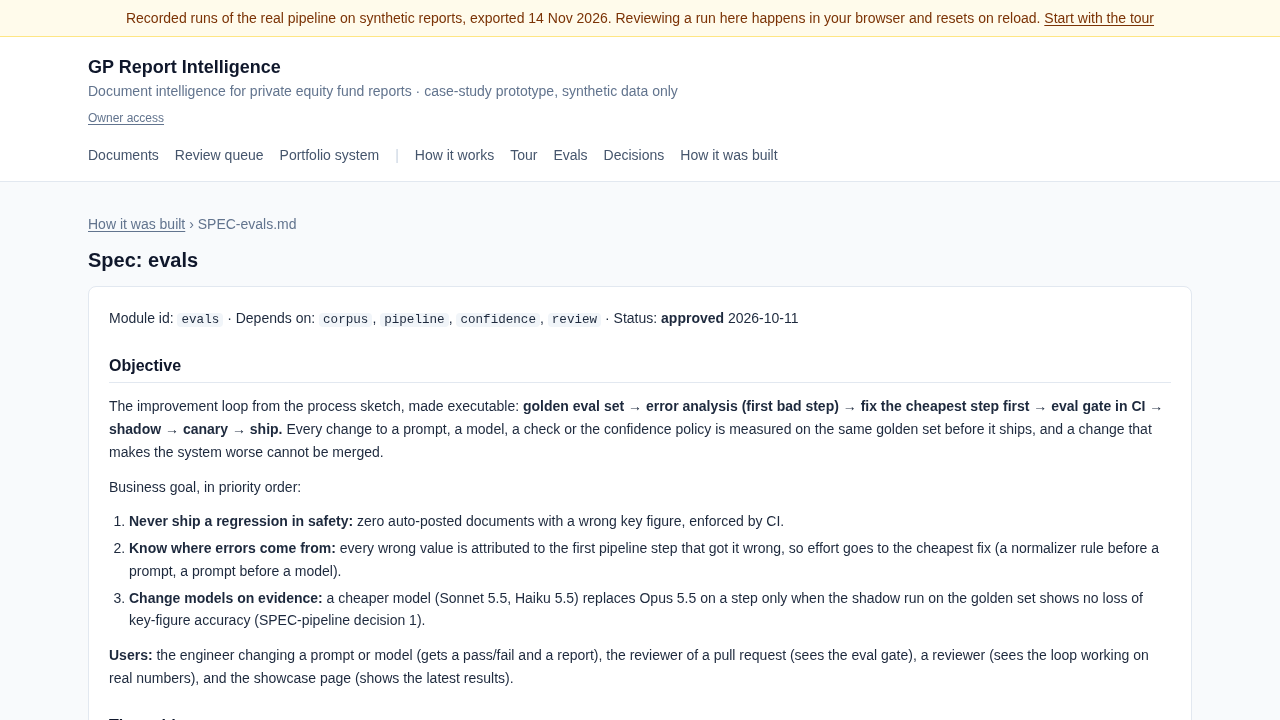 Recorded runs of the real pipeline on synthetic reports, exported 14 Nov 2026. Reviewing a run here happens in your browser and resets on reload. Start with the tour
GP Report Intelligence
Document intelligence for private equity fund reports · case-study prototype, synthetic data only
Owner access
Documents Review queue Portfolio system | How it works Tour Evals Decisions How it was built
How it was built › SPEC-evals.md
Spec: evals
Module id: evals · Depends on: corpus, pipeline, confidence, review · Status: approved 2026-10-11
Objective
The improvement loop from the process sketch, made executable: golden eval set → error analysis (first bad step) → fix the cheapest step first → eval gate in CI →
shadow → canary → ship. Every change to a prompt, a model, a check or the confidence policy is measured on the same golden set before it ships, and a change that
makes the system worse cannot be merged.
Business goal, in priority order:
1. Never ship a regression in safety: zero auto-posted documents with a wrong key figure, enforced by CI.
2. Know where errors come from: every wrong value is attributed to the first pipeline step that got it wrong, so effort goes to the cheapest fix (a normalizer rule before a
prompt, a prompt before a model).
3. Change models on evidence: a cheaper model (Sonnet 5.5, Haiku 5.5) replaces Opus 5.5 on a step only when the shadow run on the golden set shows no loss of
key-figure accuracy (SPEC-pipeline decision 1).
Users: the engineer changing a prompt or model (gets a pass/fail and a report), the reviewer of a pull request (sees the eval gate), a reviewer (sees the loop working on
real numbers), and the showcase page (shows the latest results).